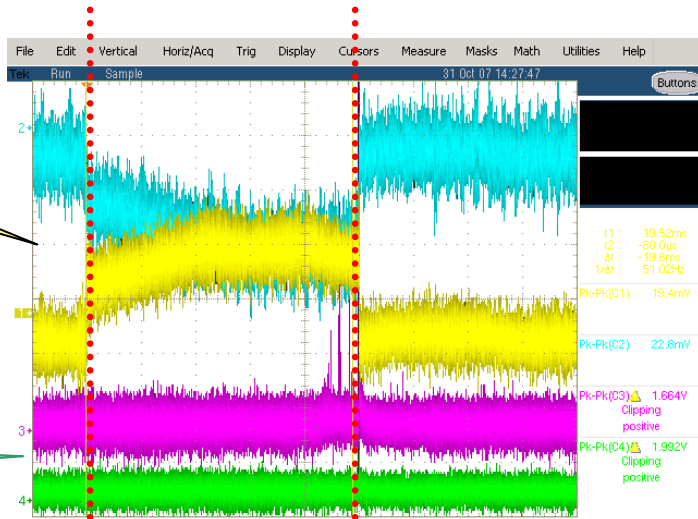 File Edit Vertical Horiz/Acq Trig Display Cursors Measure Masks Math Utilities Help
Tek Run Sample 31 Oct 07 14:27:47
Buttons
2
t1: 19.52ms
t2: -80.0µs
Δt: -19.6ms
1/Δt: 51.02Hz
1
Pk-Pk(C1) 19.4mV
Pk-Pk(C2) 22.6mV
Pk-Pk(C3) 1.664V
Clipping
positive
3
Pk-Pk(C4) 1.992V
Clipping
positive
4